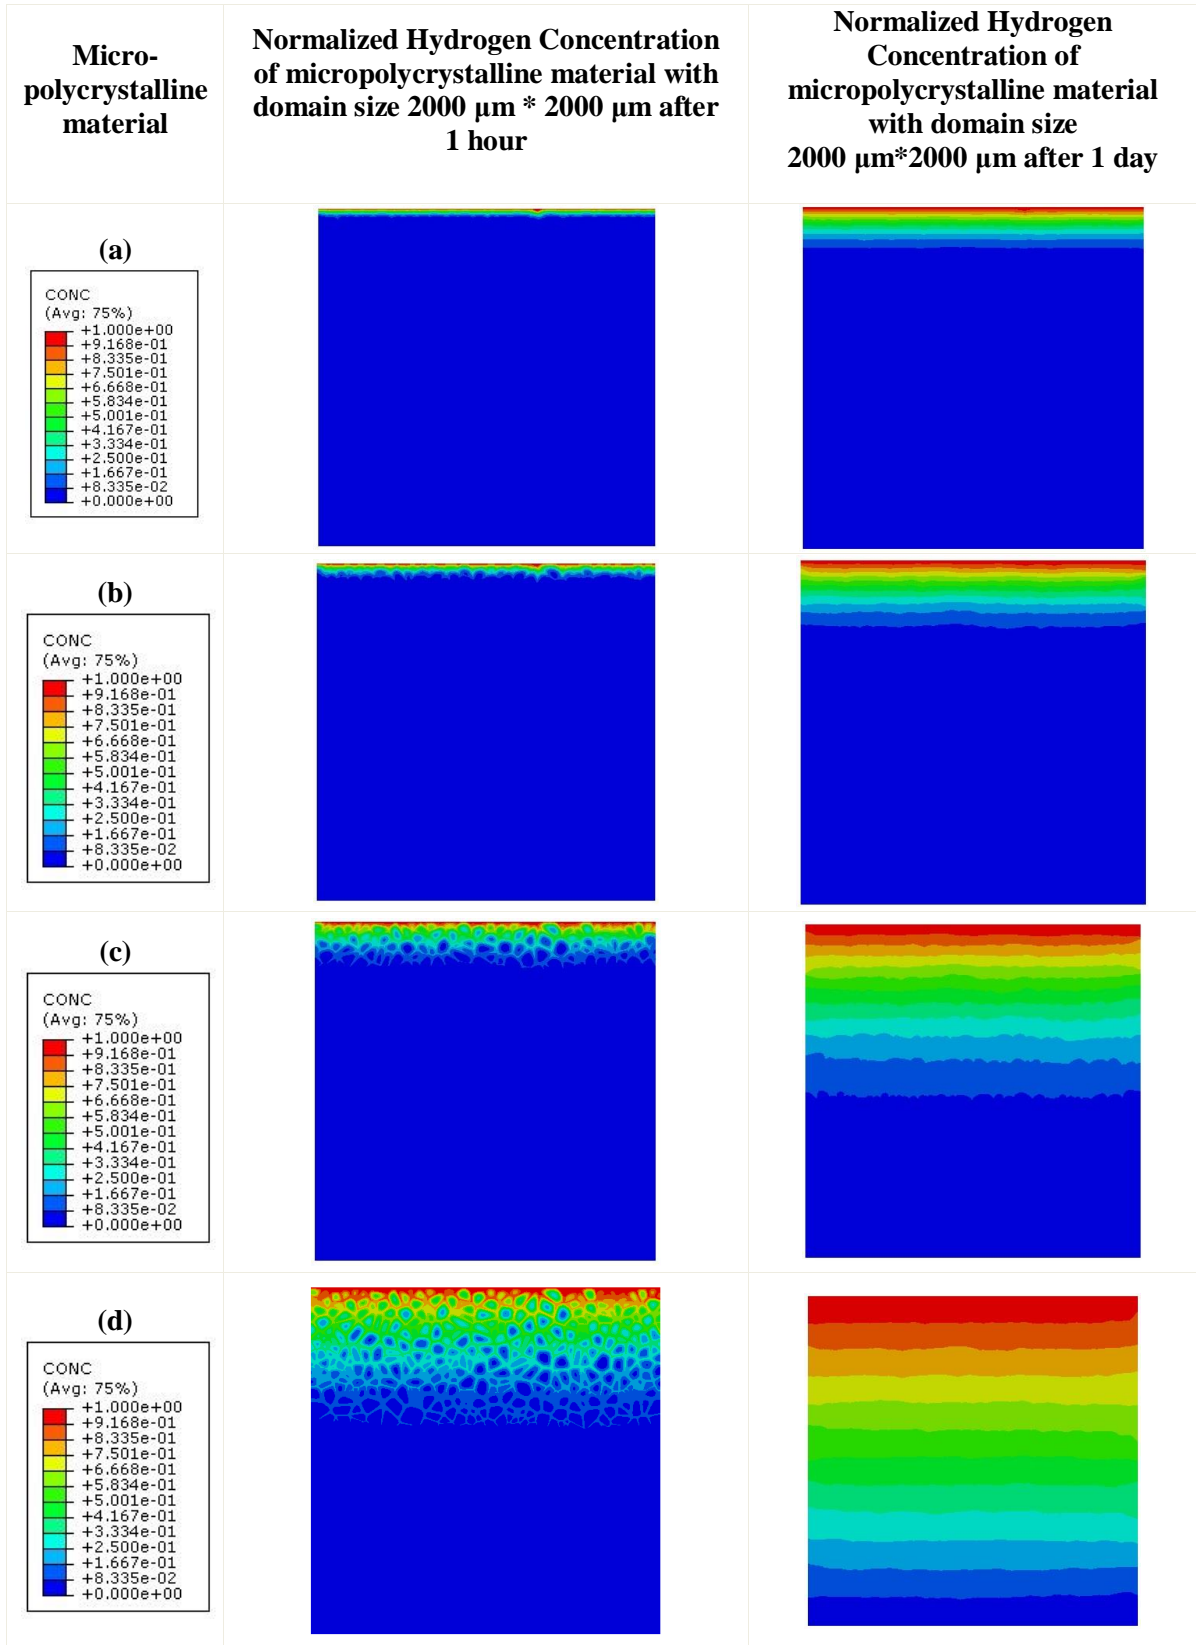 Micro-
polycrystalline
material
Normalized Hydrogen Concentration
of micropolycrystalline material with
domain size 2000 µm * 2000 µm after
1 hour
Normalized Hydrogen
Concentration of
micropolycrystalline material
with domain size
2000 µm*2000 µm after 1 day
(a)
CONC
(Avg: 75%)
+1.000e+00
+9.168e-01
+8.335e-01
+7.501e-01
+6.668e-01
+5.834e-01
+5.001e-01
+4.167e-01
+3.334e-01
+2.500e-01
+1.667e-01
+8.335e-02
+0.000e+00
(b)
CONC
(Avg: 75%)
+1.000e+00
+9.168e-01
+8.335e-01
+7.501e-01
+6.668e-01
+5.834e-01
+5.001e-01
+4.167e-01
+3.334e-01
+2.500e-01
+1.667e-01
+8.335e-02
+0.000e+00
(c)
CONC
(Avg: 75%)
+1.000e+00
+9.168e-01
+8.335e-01
+7.501e-01
+6.668e-01
+5.834e-01
+5.001e-01
+4.167e-01
+3.334e-01
+2.500e-01
+1.667e-01
+8.335e-02
+0.000e+00
(d)
CONC
(Avg: 75%)
+1.000e+00
+9.168e-01
+8.335e-01
+7.501e-01
+6.668e-01
+5.834e-01
+5.001e-01
+4.167e-01
+3.334e-01
+2.500e-01
+1.667e-01
+8.335e-02
+0.000e+00